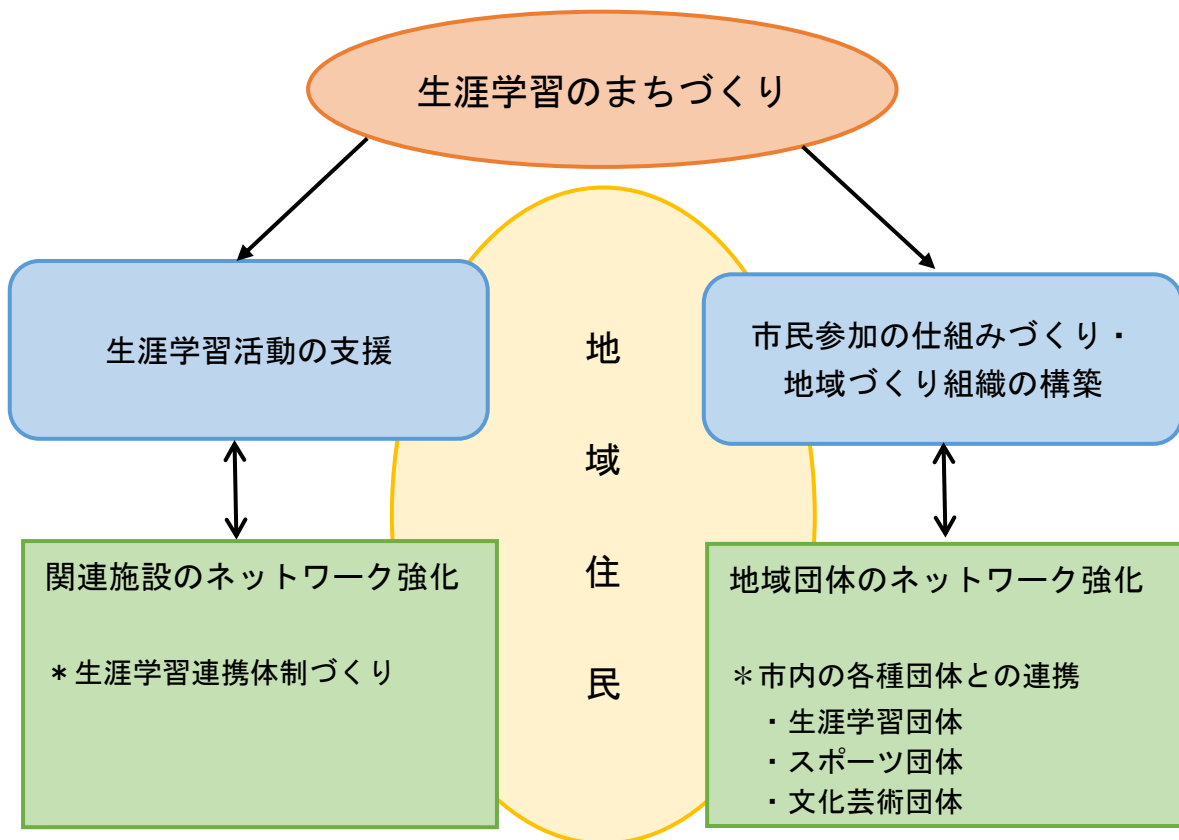 生涯学習のまちづくり
生涯学習活動の支援
地域住民
市民参加の仕組みづくり・
地域づくり組織の構築
関連施設のネットワーク強化
*生涯学習連携体制づくり
地域団体のネットワーク強化
＊市内の各種団体との連携
・生涯学習団体
・スポーツ団体
・文化芸術団体